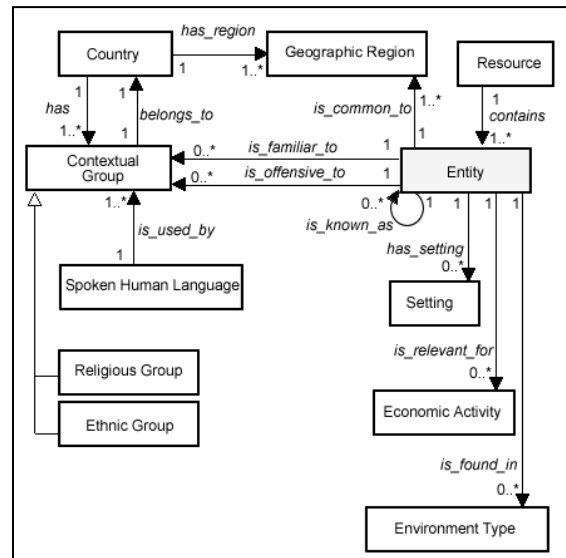 has_region
Country
Geographic Region
Resource
1
1..*
1
1
1
has
belongs_to
is_common_to
1..*
contains
1..*
1
1
1..*
Contextual
Group
0..*
is_familiar_to
1
0..*
is_offensive_to
1
Entity
1..*
is_used_by
1
0..*
is_known_as
1
1
1
1
has_setting
0..*
Spoken Human Language
Setting
is_relevant_for
0..*
Religious Group
Economic Activity
Ethnic Group
is_found_in
0..*
Environment Type